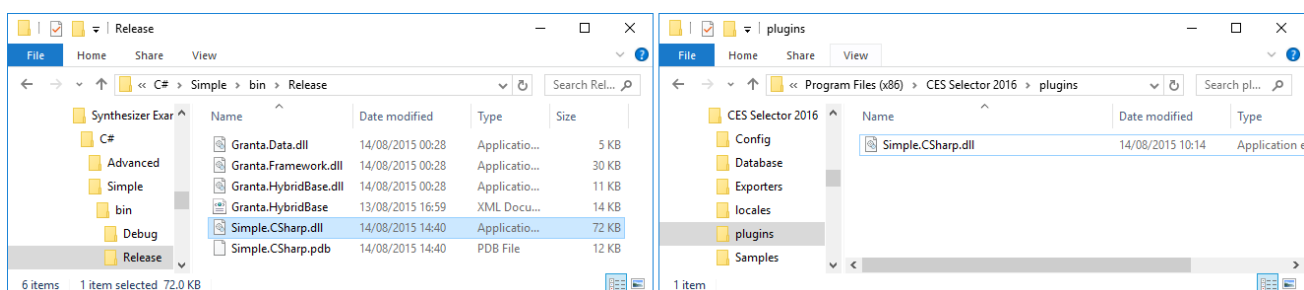 Release
File Home Share View
« C# > Simple > bin > Release Search Rel...
Synthesizer Exar
C#
Advanced
Simple
bin
Debug
Release
Name Date modified Type Size
Granta.Data.dll 14/08/2015 00:28 Applicatio... 5 KB
Granta.Framework.dll 14/08/2015 00:28 Applicatio... 30 KB
Granta.HybridBase.dll 14/08/2015 00:28 Applicatio... 11 KB
Granta.HybridBase 13/08/2015 16:59 XML Docu... 14 KB
Simple.CSharp.dll 14/08/2015 14:40 Applicatio... 72 KB
Simple.CSharp.pdb 14/08/2015 14:40 PDB File 12 KB
6 items 1 item selected 72.0 KB
plugins
File Home Share View
« Program Files (x86) > CES Selector 2016 > plugins Search pl...
CES Selector 2016
Config
Database
Exporters
locales
plugins
Samples
Name Date modified Type
Simple.CSharp.dll 14/08/2015 10:14 Application e
1 item